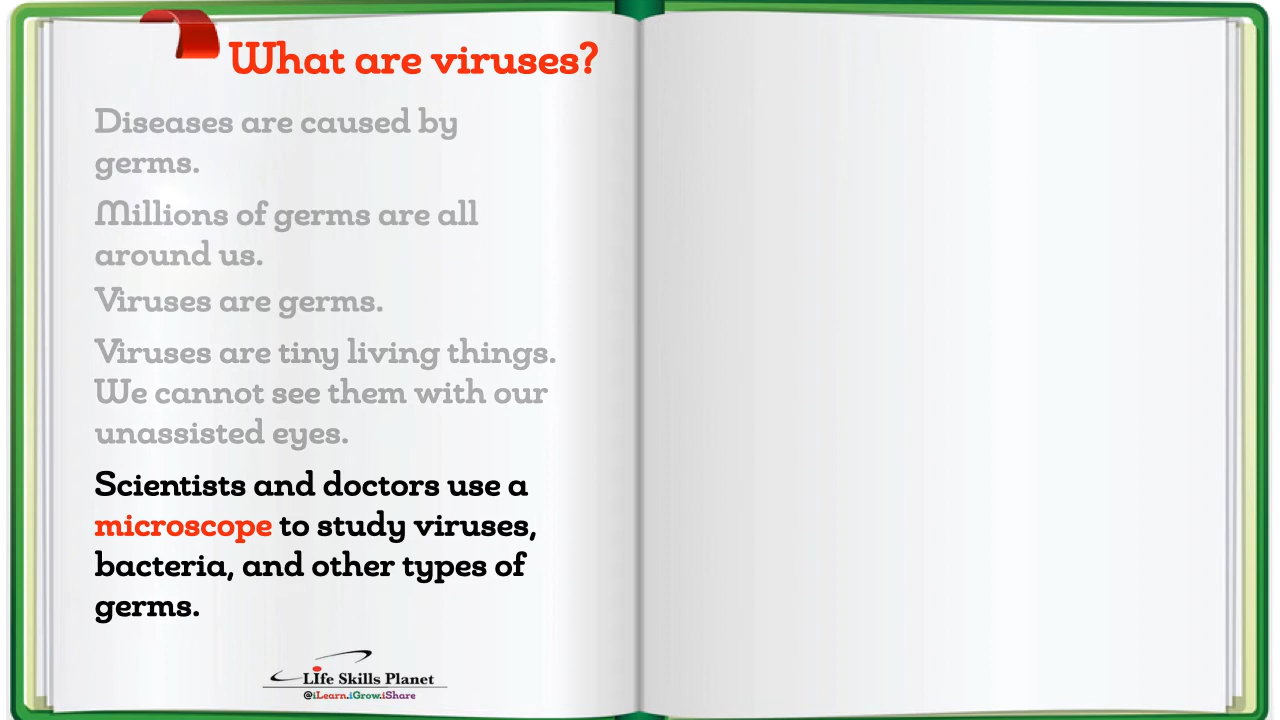 What are viruses?
Diseases are caused by
germs.
Millions of germs are all
around us.
Viruses are germs.
Viruses are tiny living things.
We cannot see them with our
unassisted eyes.
Scientists and doctors use a
microscope to study viruses,
bacteria, and other types of
germs.
LIfe Skills Planet
@iLearn.iGrow.iShare